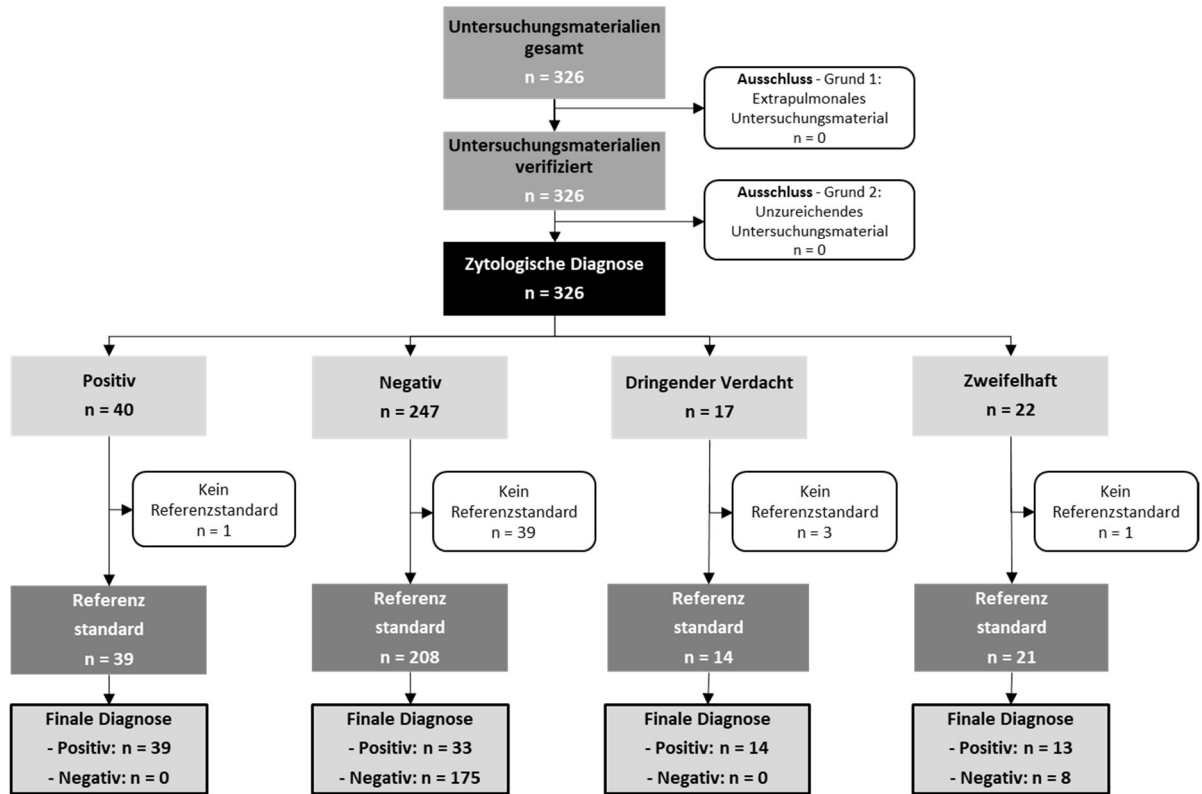 Untersuchungsmaterialien
gesamt
n = 326
Ausschluss - Grund 1:
Extrapulmonales
Untersuchungsmaterial
n = 0
Untersuchungsmaterialien
verifiziert
n = 326
Ausschluss - Grund 2:
Unzureichendes
Untersuchungsmaterial
n = 0
Zytologische Diagnose
n = 326
Positiv
n = 40
Negativ
n = 247
Dringender Verdacht
n = 17
Zweifelhaft
n = 22
Kein
Referenzstandard
n = 1
Kein
Referenzstandard
n = 39
Kein
Referenzstandard
n = 3
Kein
Referenzstandard
n = 1
Referenz
standard
n = 39
Referenz
standard
n = 208
Referenz
standard
n = 14
Referenz
standard
n = 21
Finale Diagnose
- Positiv: n = 39
- Negativ: n = 0
Finale Diagnose
- Positiv: n = 33
- Negativ: n = 175
Finale Diagnose
- Positiv: n = 14
- Negativ: n = 0
Finale Diagnose
- Positiv: n = 13
- Negativ: n = 8